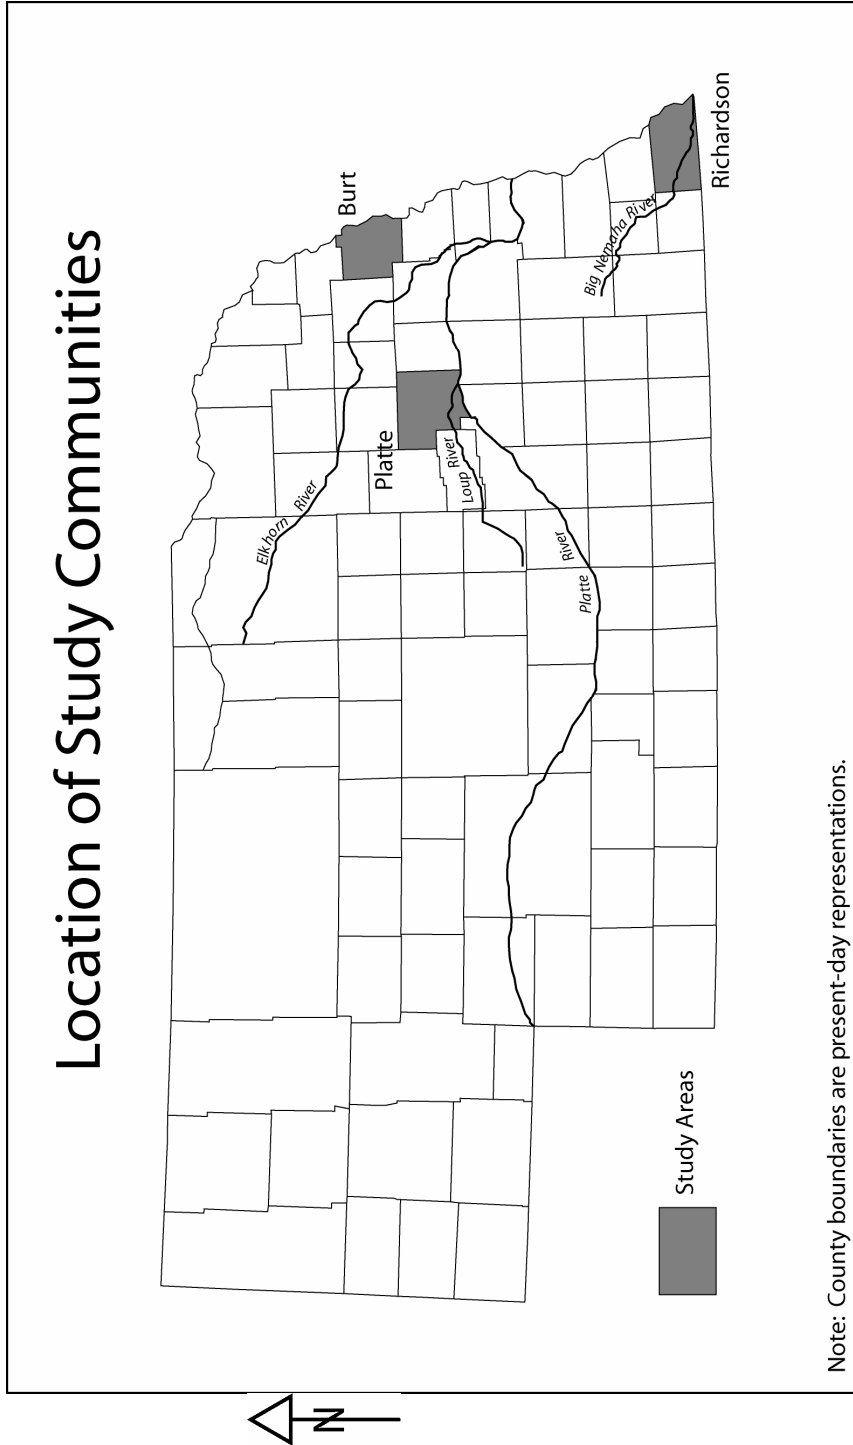 Location of Study Communities
Burt
Richardson
Platte
Elkhorn River
Loup River
Platte River
Big Nemaha River
Study Areas
Note: County boundaries are present-day representations.
N